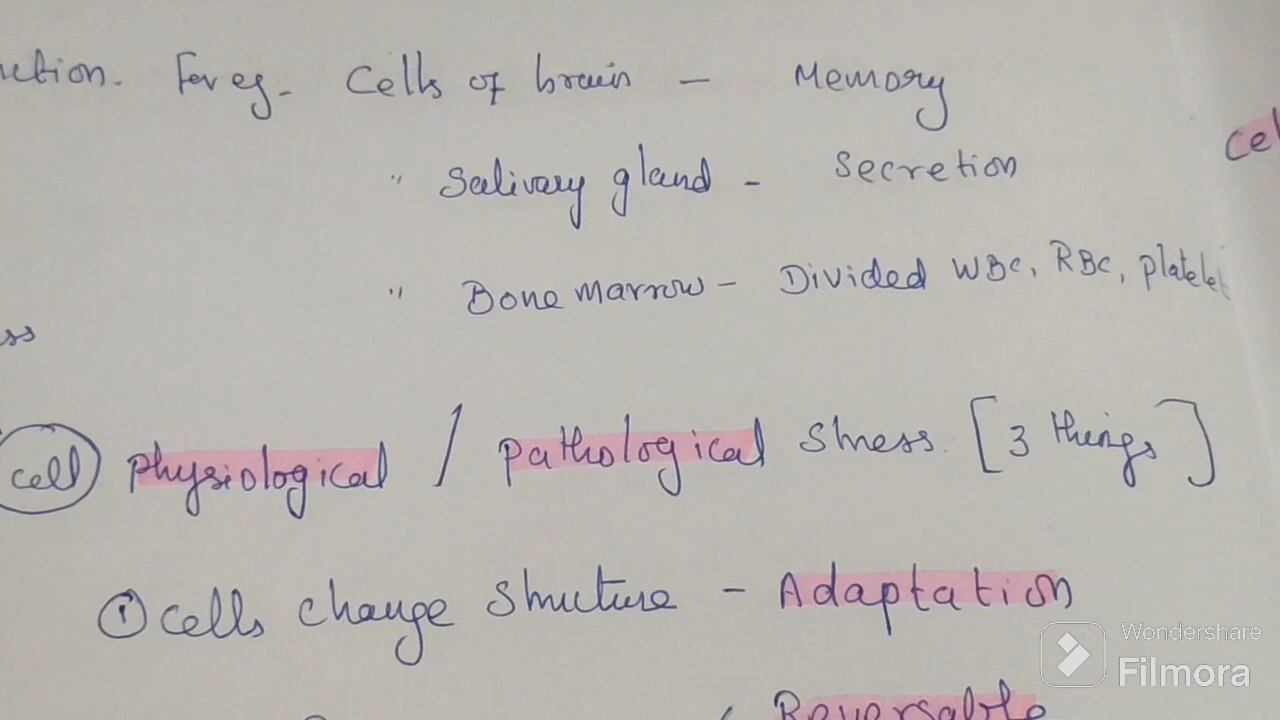 For eg- Cells of brain - Memory
" Salivary gland - Secretion
" Bone marrow - Divided WBC, RBC, platelet
cell physiological / pathological stress. [3 things]
① cells change structure - Adaptation
Reversable
Wondershare
Filmora